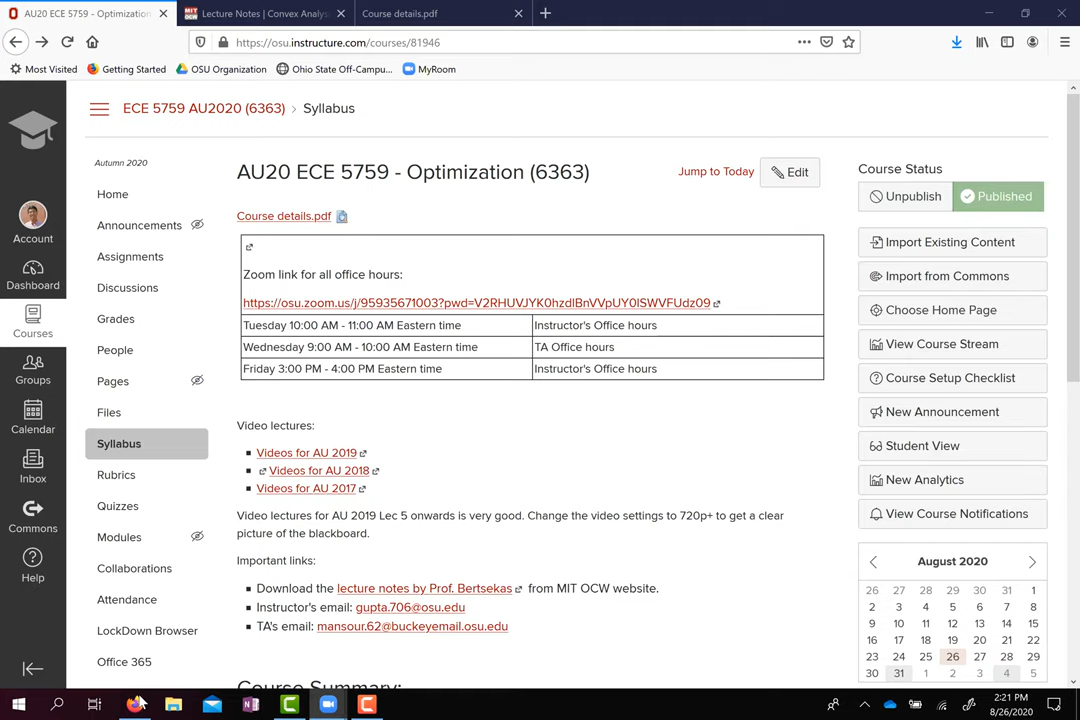 AU20 ECE 5759 - Optimization
Lecture Notes | Convex Analys
Course details.pdf
https://osu.instructure.com/courses/81946
Most Visited
Getting Started
OSU Organization
Ohio State Off-Campu...
MyRoom
ECE 5759 AU2020 (6363) > Syllabus
Autumn 2020
Account
Dashboard
Courses
Groups
Calendar
Inbox
Commons
Help
Home
Announcements
Assignments
Discussions
Grades
People
Pages
Files
Syllabus
Rubrics
Quizzes
Modules
Collaborations
Attendance
LockDown Browser
Office 365
AU20 ECE 5759 - Optimization (6363)
Jump to Today
Edit
Course details.pdf
Zoom link for all office hours:
https://osu.zoom.us/j/95935671003?pwd=V2RHUVJYK0hzdlBnVVpUY0lSWVFUdz09
Tuesday 10:00 AM - 11:00 AM Eastern time Instructor's Office hours
Wednesday 9:00 AM - 10:00 AM Eastern time TA Office hours
Friday 3:00 PM - 4:00 PM Eastern time Instructor's Office hours
Video lectures:
Videos for AU 2019
Videos for AU 2018
Videos for AU 2017
Video lectures for AU 2019 Lec 5 onwards is very good. Change the video settings to 720p+ to get a clear
picture of the blackboard.
Important links:
Download the lecture notes by Prof. Bertsekas from MIT OCW website.
Instructor's email: gupta.706@osu.edu
TA's email: mansour.62@buckeyemail.osu.edu
Course Summary:
Course Status
Unpublish
Published
Import Existing Content
Import from Commons
Choose Home Page
View Course Stream
Course Setup Checklist
New Announcement
Student View
New Analytics
View Course Notifications
August 2020
26 27 28 29 30 31 1
2 3 4 5 6 7 8
9 10 11 12 13 14 15
16 17 18 19 20 21 22
23 24 25 26 27 28 29
30 31 1 2 3 4 5
2:21 PM
8/26/2020